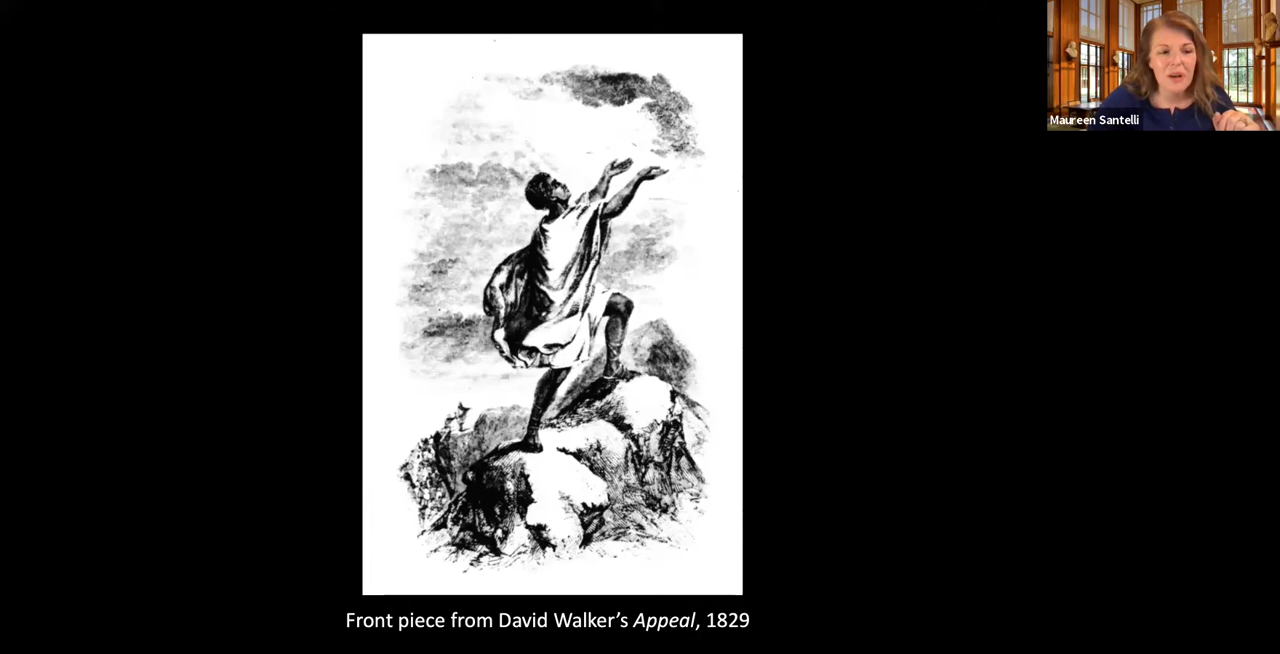 Maureen Santelli
Front piece from David Walker's Appeal, 1829